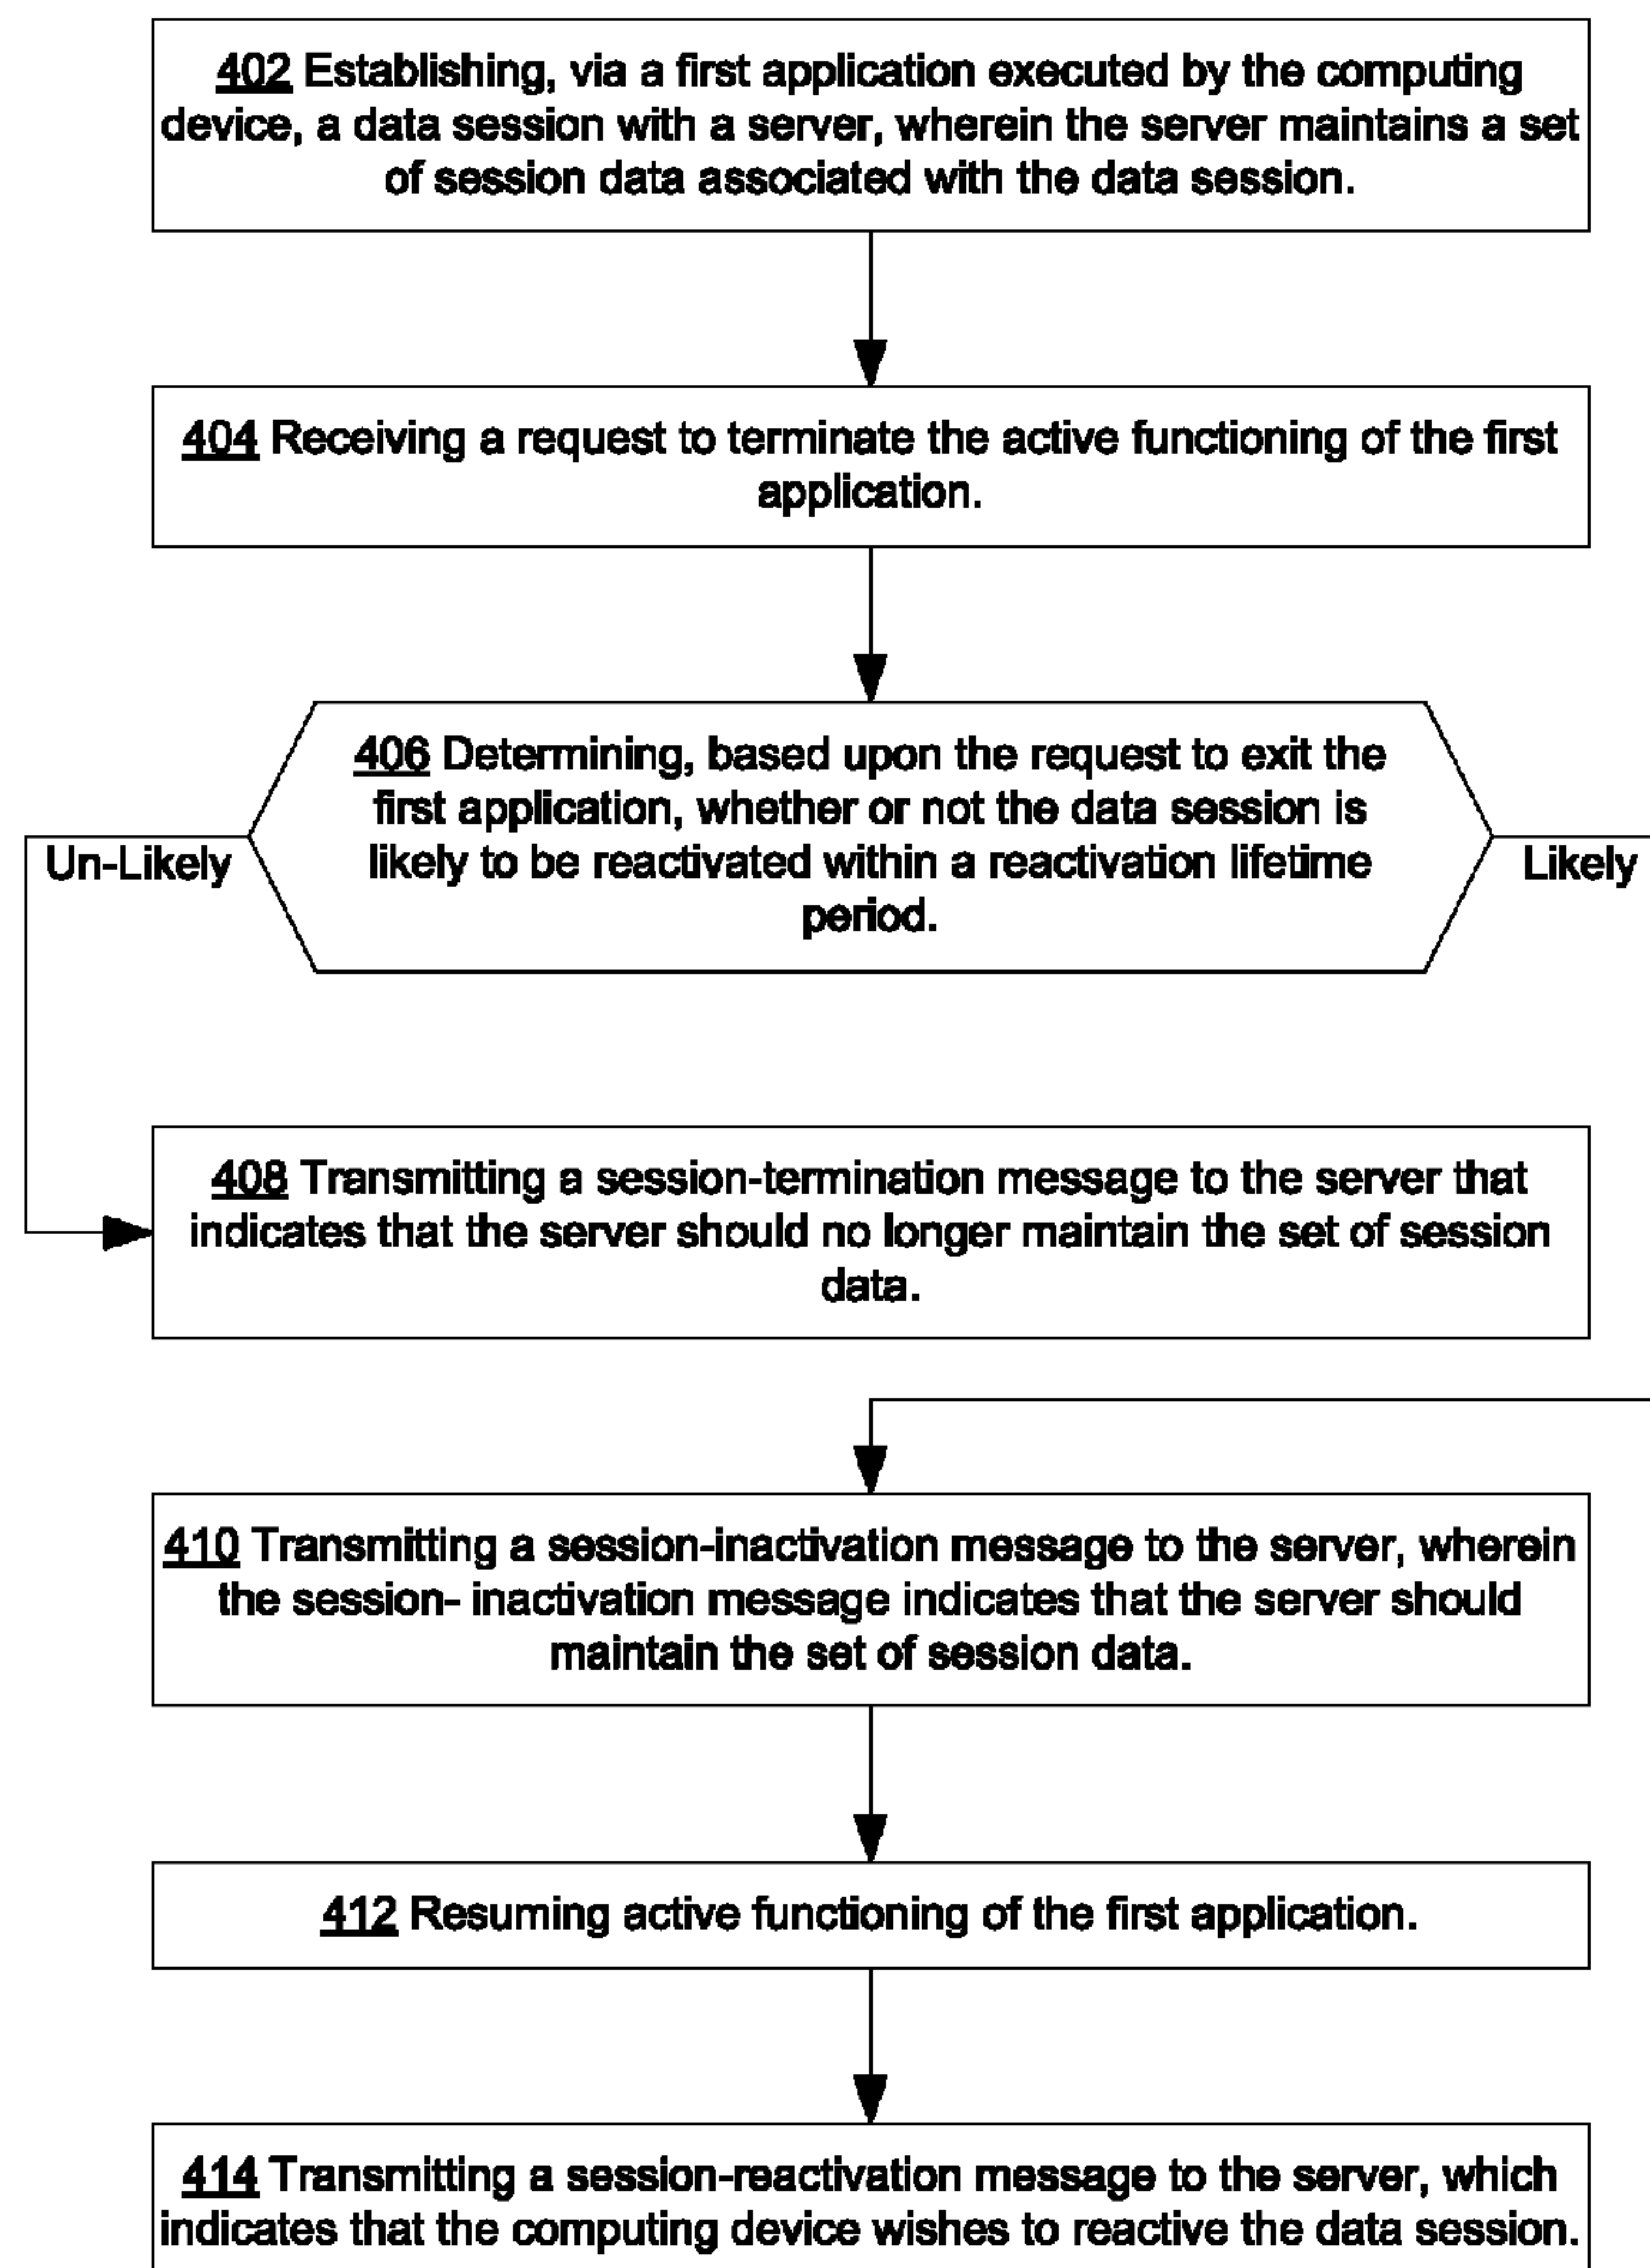 402 Establishing, via a first application executed by the computing
device, a data session with a server, wherein the server maintains a set
of session data associated with the data session.
404 Receiving a request to terminate the active functioning of the first
application.
406 Determining, based upon the request to exit the
first application, whether or not the data session is
likely to be reactivated within a reactivation lifetime
period.
Un-Likely
Likely
408 Transmitting a session-termination message to the server that
indicates that the server should no longer maintain the set of session
data.
410 Transmitting a session-inactivation message to the server, wherein
the session- inactivation message indicates that the server should
maintain the set of session data.
412 Resuming active functioning of the first application.
414 Transmitting a session-reactivation message to the server, which
indicates that the computing device wishes to reactive the data session.